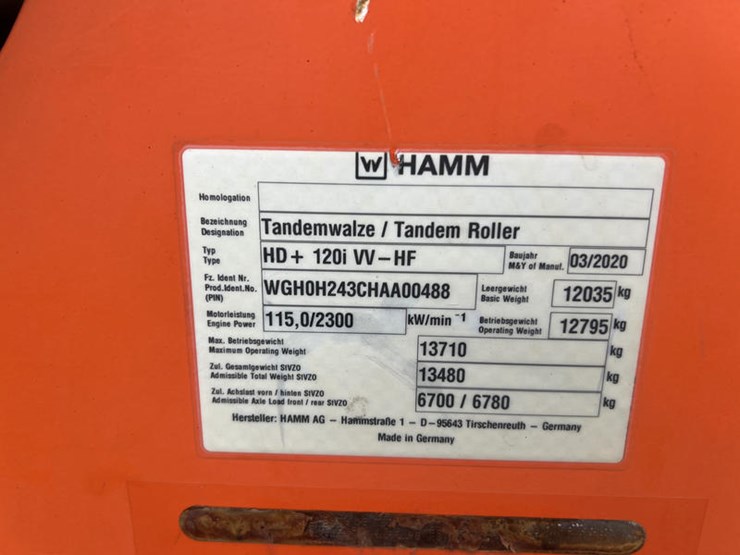 W HAMM
Homologation
Bezeichnung Designation Tandemwalze / Tandem Roller
Typ Type HD+ 120i VV-HF Baujahr M&Y of Manuf. 03/2020
Fz. Ident Nr. Prod.Ident.No. (PIN) WGH0H243CHAA00488 Leergewicht Basic Weight 12035 kg
Motorleistung Engine Power 115,0/2300 kW/min ⁻¹ Betriebsgewicht Operating Weight 12795 kg
Max. Betriebsgewicht Maximum Operating Weight 13710 kg
Zul. Gesamtgewicht StVZO Admissible Total Weight StVZO 13480 kg
Zul. Achslast vorn / hinten StVZO Admissible Axle Load front / rear StVZO 6700 / 6780 kg
Hersteller: HAMM AG - Hammstraße 1 - D-95643 Tirschenreuth - Germany
Made in Germany